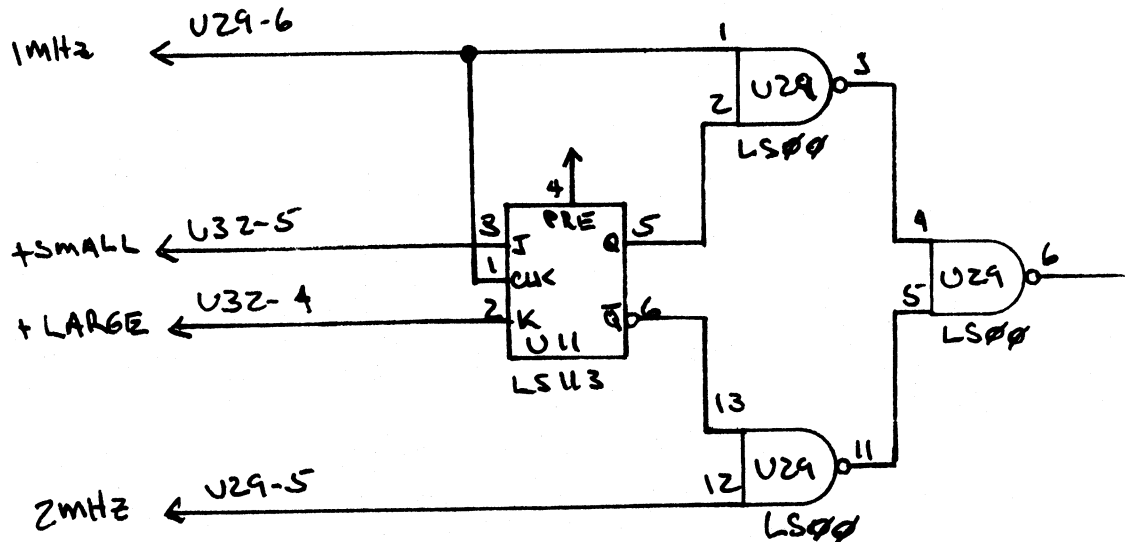 1MHz U29-6
1
2
U29
3
LSØØ
4
PRE
+SMALL U32-5
3 J Q 5
1 CLK
+LARGE U32-4
2 K Q̅ 6
U11
LS113
4
5
U29
6
LSØØ
13
12
U29
11
LSØØ
2MHZ U29-5